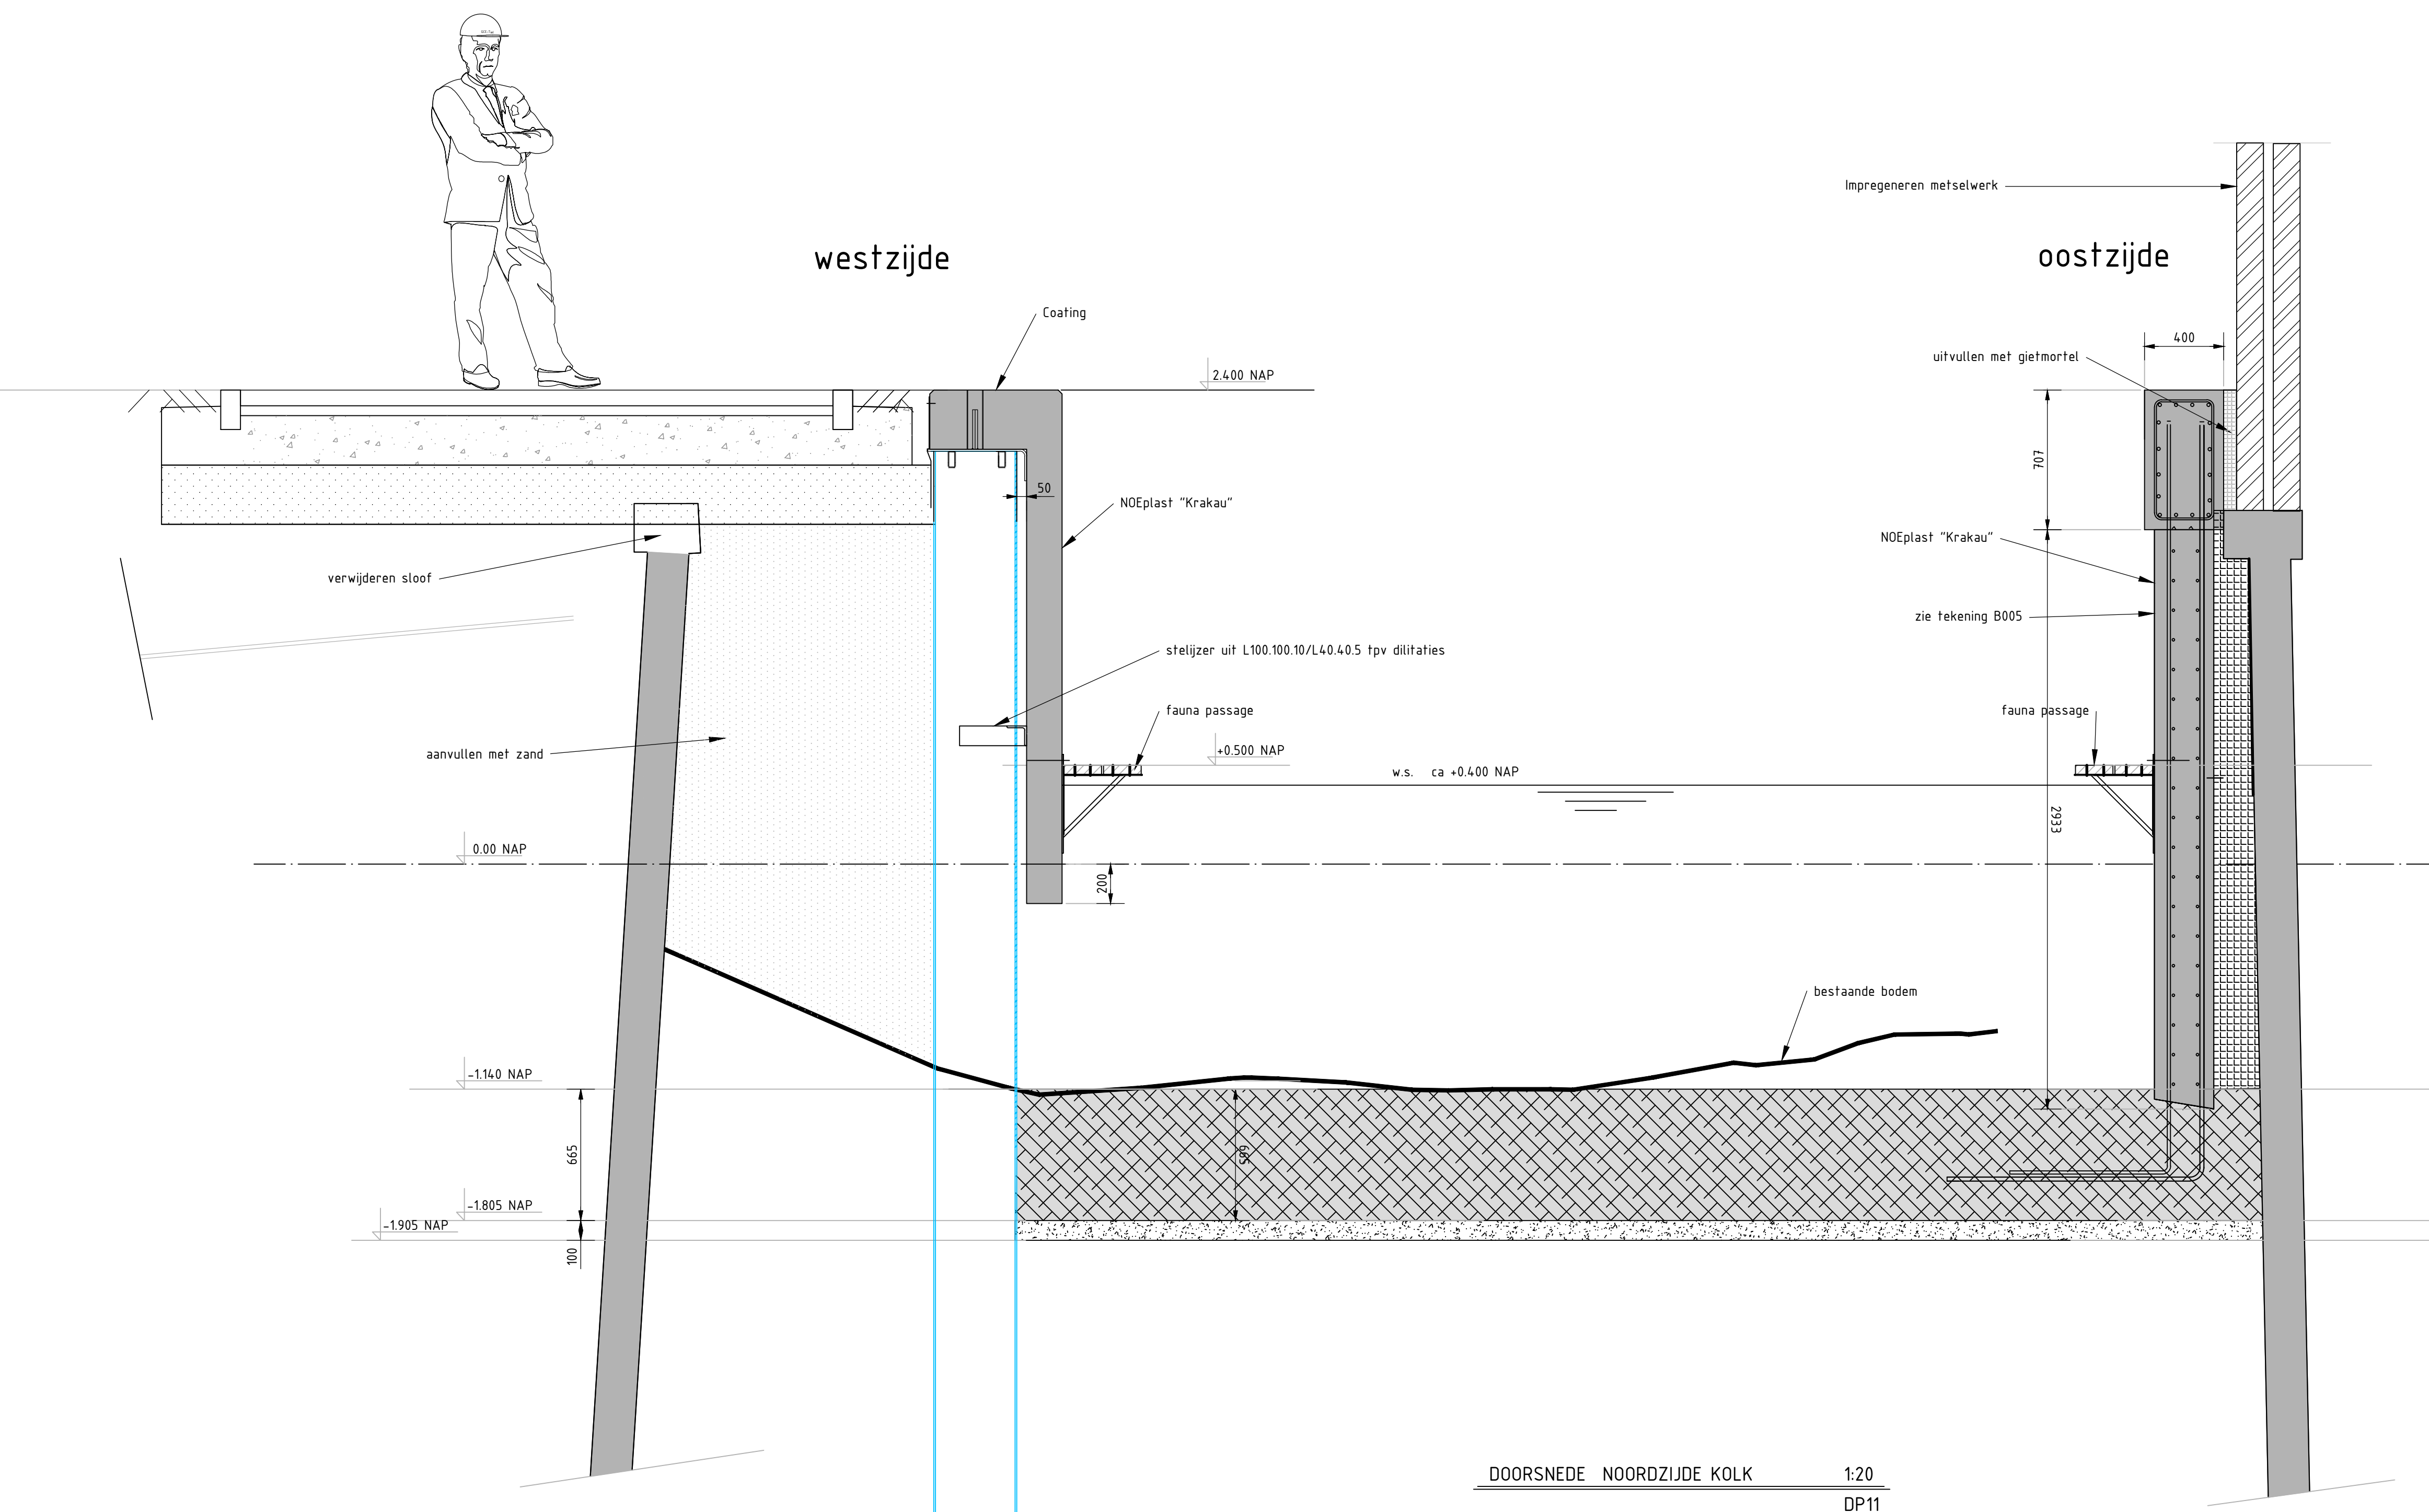 Impregeneren metselwerk
westzijde
oostzijde
Coating
400
uitvullen met gietmortel
2.400 NAP
707
50
NOEplast "Krakau"
NOEplast "Krakau"
verwijderen sloof
zie tekening B005
stelijzer uit L100.100.10/L40.40.5 tpv dilitaties
fauna passage
fauna passage
aanvullen met zand
+0.500 NAP
w.s. ca +0.400 NAP
2933
0.00 NAP
200
bestaande bodem
-1.140 NAP
665
665
-1.805 NAP
-1.905 NAP
100
DOORSNEDE NOORDZIJDE KOLK 1:20
DP11